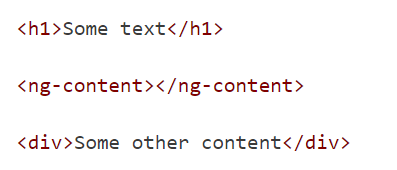 <h1>Some text</h1>
<ng-content></ng-content>
<div>Some other content</div>